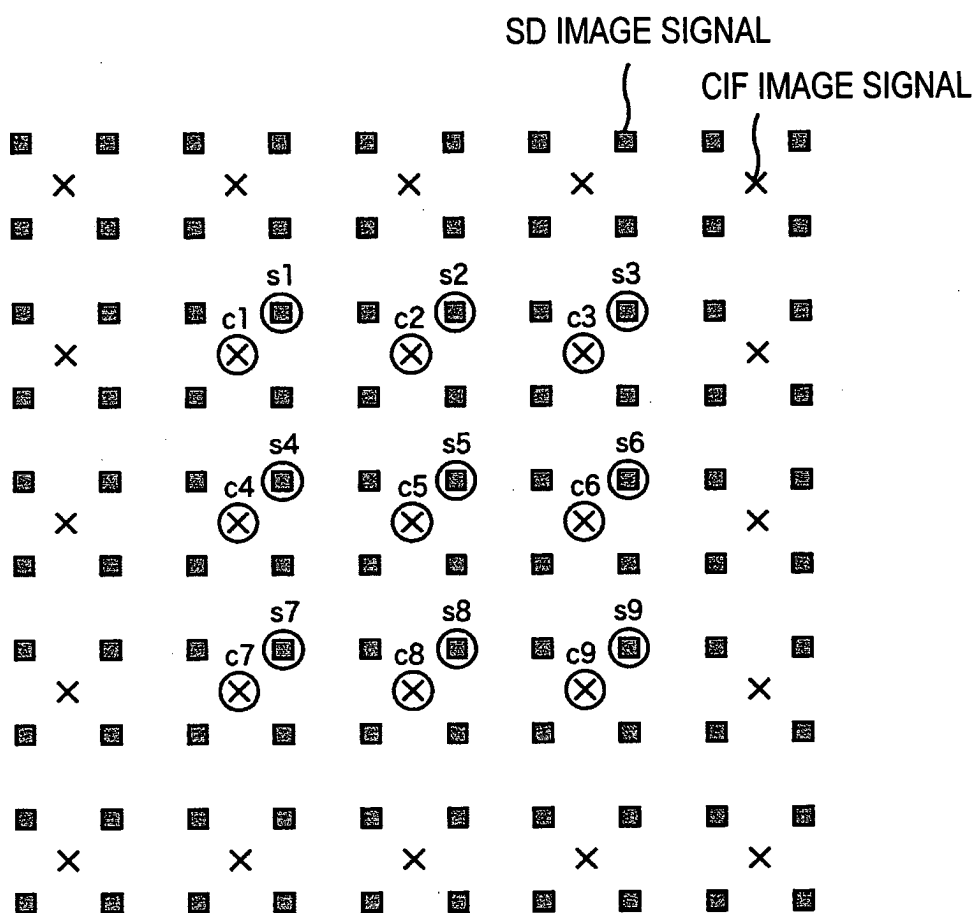 SD IMAGE SIGNAL
CIF IMAGE SIGNAL
s1 s2 s3
c1 c2 c3
s4 s5 s6
c4 c5 c6
s7 s8 s9
c7 c8 c9